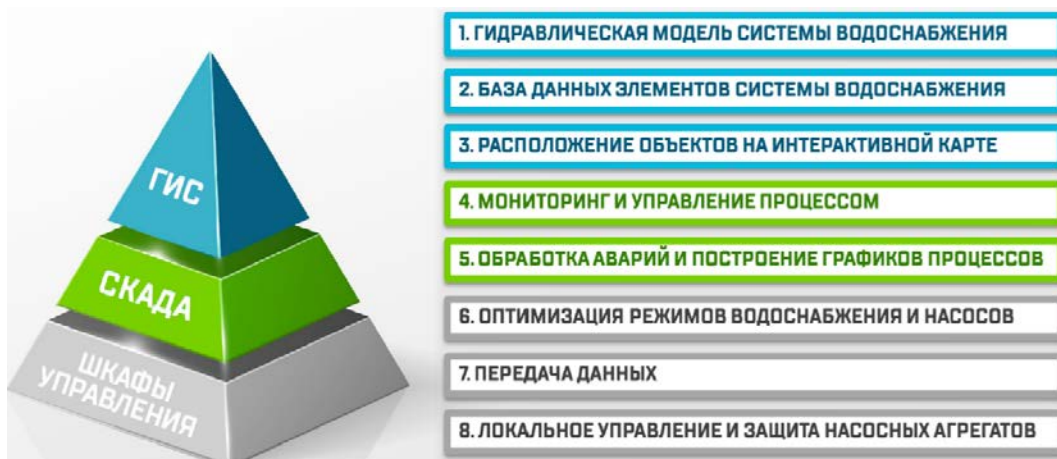 ГИС
СКАДА
ШКАФЫ
УПРАВЛЕНИЯ
1. ГИДРАВЛИЧЕСКАЯ МОДЕЛЬ СИСТЕМЫ ВОДОСНАБЖЕНИЯ
2. БАЗА ДАННЫХ ЭЛЕМЕНТОВ СИСТЕМЫ ВОДОСНАБЖЕНИЯ
3. РАСПОЛОЖЕНИЕ ОБЪЕКТОВ НА ИНТЕРАКТИВНОЙ КАРТЕ
4. МОНИТОРИНГ И УПРАВЛЕНИЕ ПРОЦЕССОМ
5. ОБРАБОТКА АВАРИЙ И ПОСТРОЕНИЕ ГРАФИКОВ ПРОЦЕССОВ
6. ОПТИМИЗАЦИЯ РЕЖИМОВ ВОДОСНАБЖЕНИЯ И НАСОСОВ
7. ПЕРЕДАЧА ДАННЫХ
8. ЛОКАЛЬНОЕ УПРАВЛЕНИЕ И ЗАЩИТА НАСОСНЫХ АГРЕГАТОВ